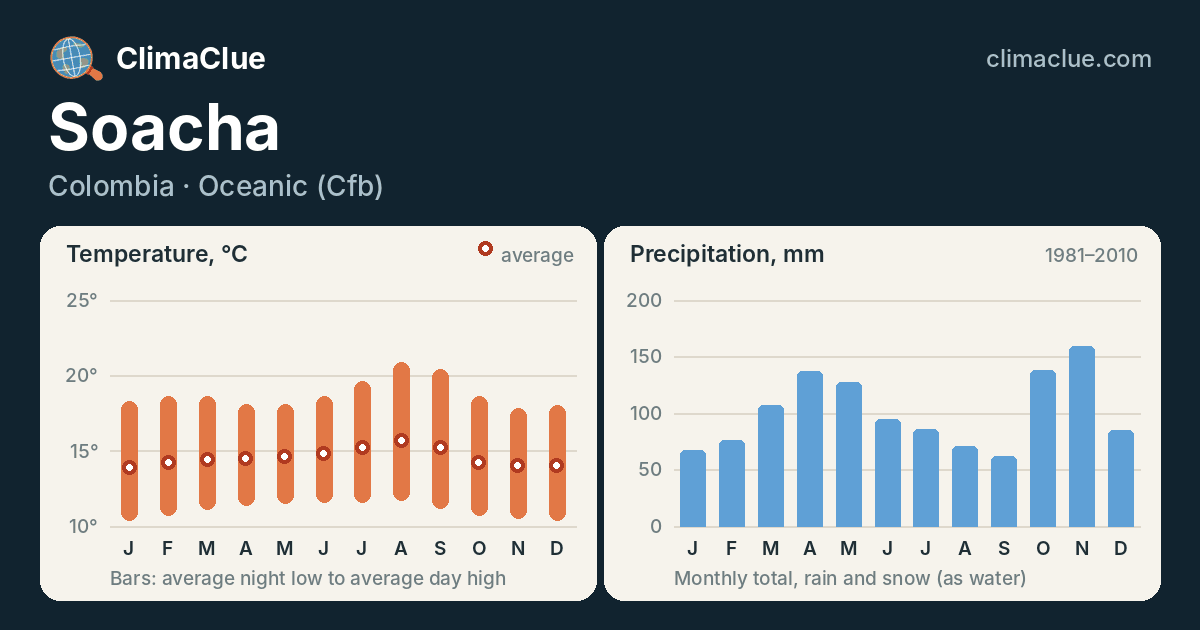 ClimaClue
climaclue.com
Soacha
Colombia · Oceanic (Cfb)
Temperature, °C
average
25°
20°
15°
10°
J F M A M J J A S O N D
Bars: average night low to average day high
Precipitation, mm
1981–2010
200
150
100
50
0
J F M A M J J A S O N D
Monthly total, rain and snow (as water)